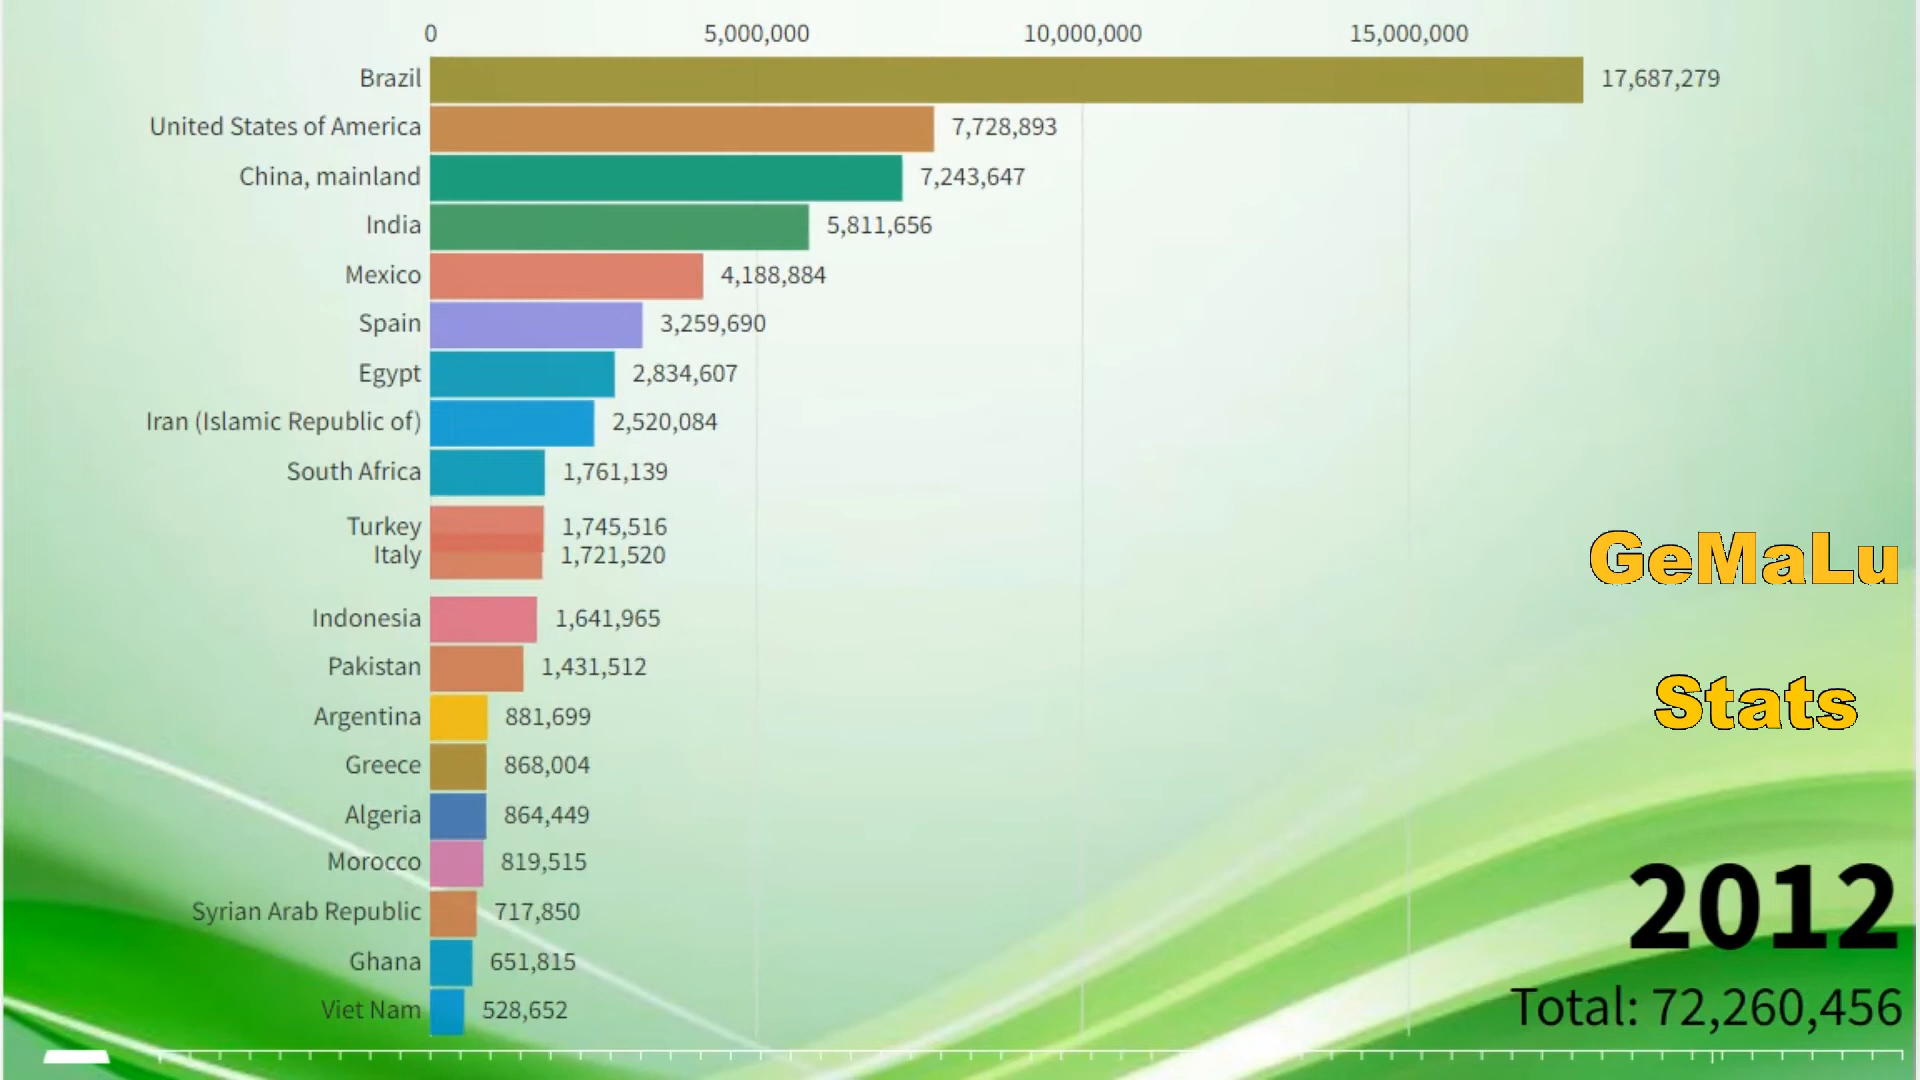 0 5,000,000 10,000,000 15,000,000
Brazil 17,687,279
United States of America 7,728,893
China, mainland 7,243,647
India 5,811,656
Mexico 4,188,884
Spain 3,259,690
Egypt 2,834,607
Iran (Islamic Republic of) 2,520,084
South Africa 1,761,139
Turkey 1,745,516
Italy 1,721,520
Indonesia 1,641,965
Pakistan 1,431,512
Argentina 881,699
Greece 868,004
Algeria 864,449
Morocco 819,515
Syrian Arab Republic 717,850
Ghana 651,815
Viet Nam 528,652
GeMaLu
Stats
2012
Total: 72,260,456